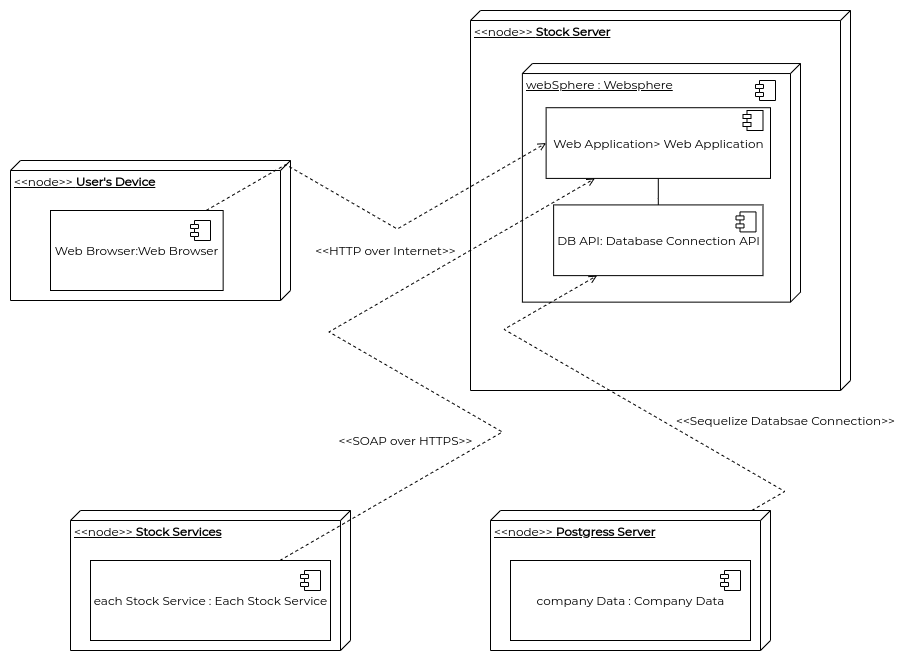 <<node>> Stock Server
webSphere : Websphere
Web Application> Web Application
<<node>> User's Device
Web Browser:Web Browser
DB API: Database Connection API
<<HTTP over Internet>>
<<Sequelize Databsae Connection>>
<<SOAP over HTTPS>>
<<node>> Stock Services
each Stock Service : Each Stock Service
<<node>> Postgress Server
company Data : Company Data